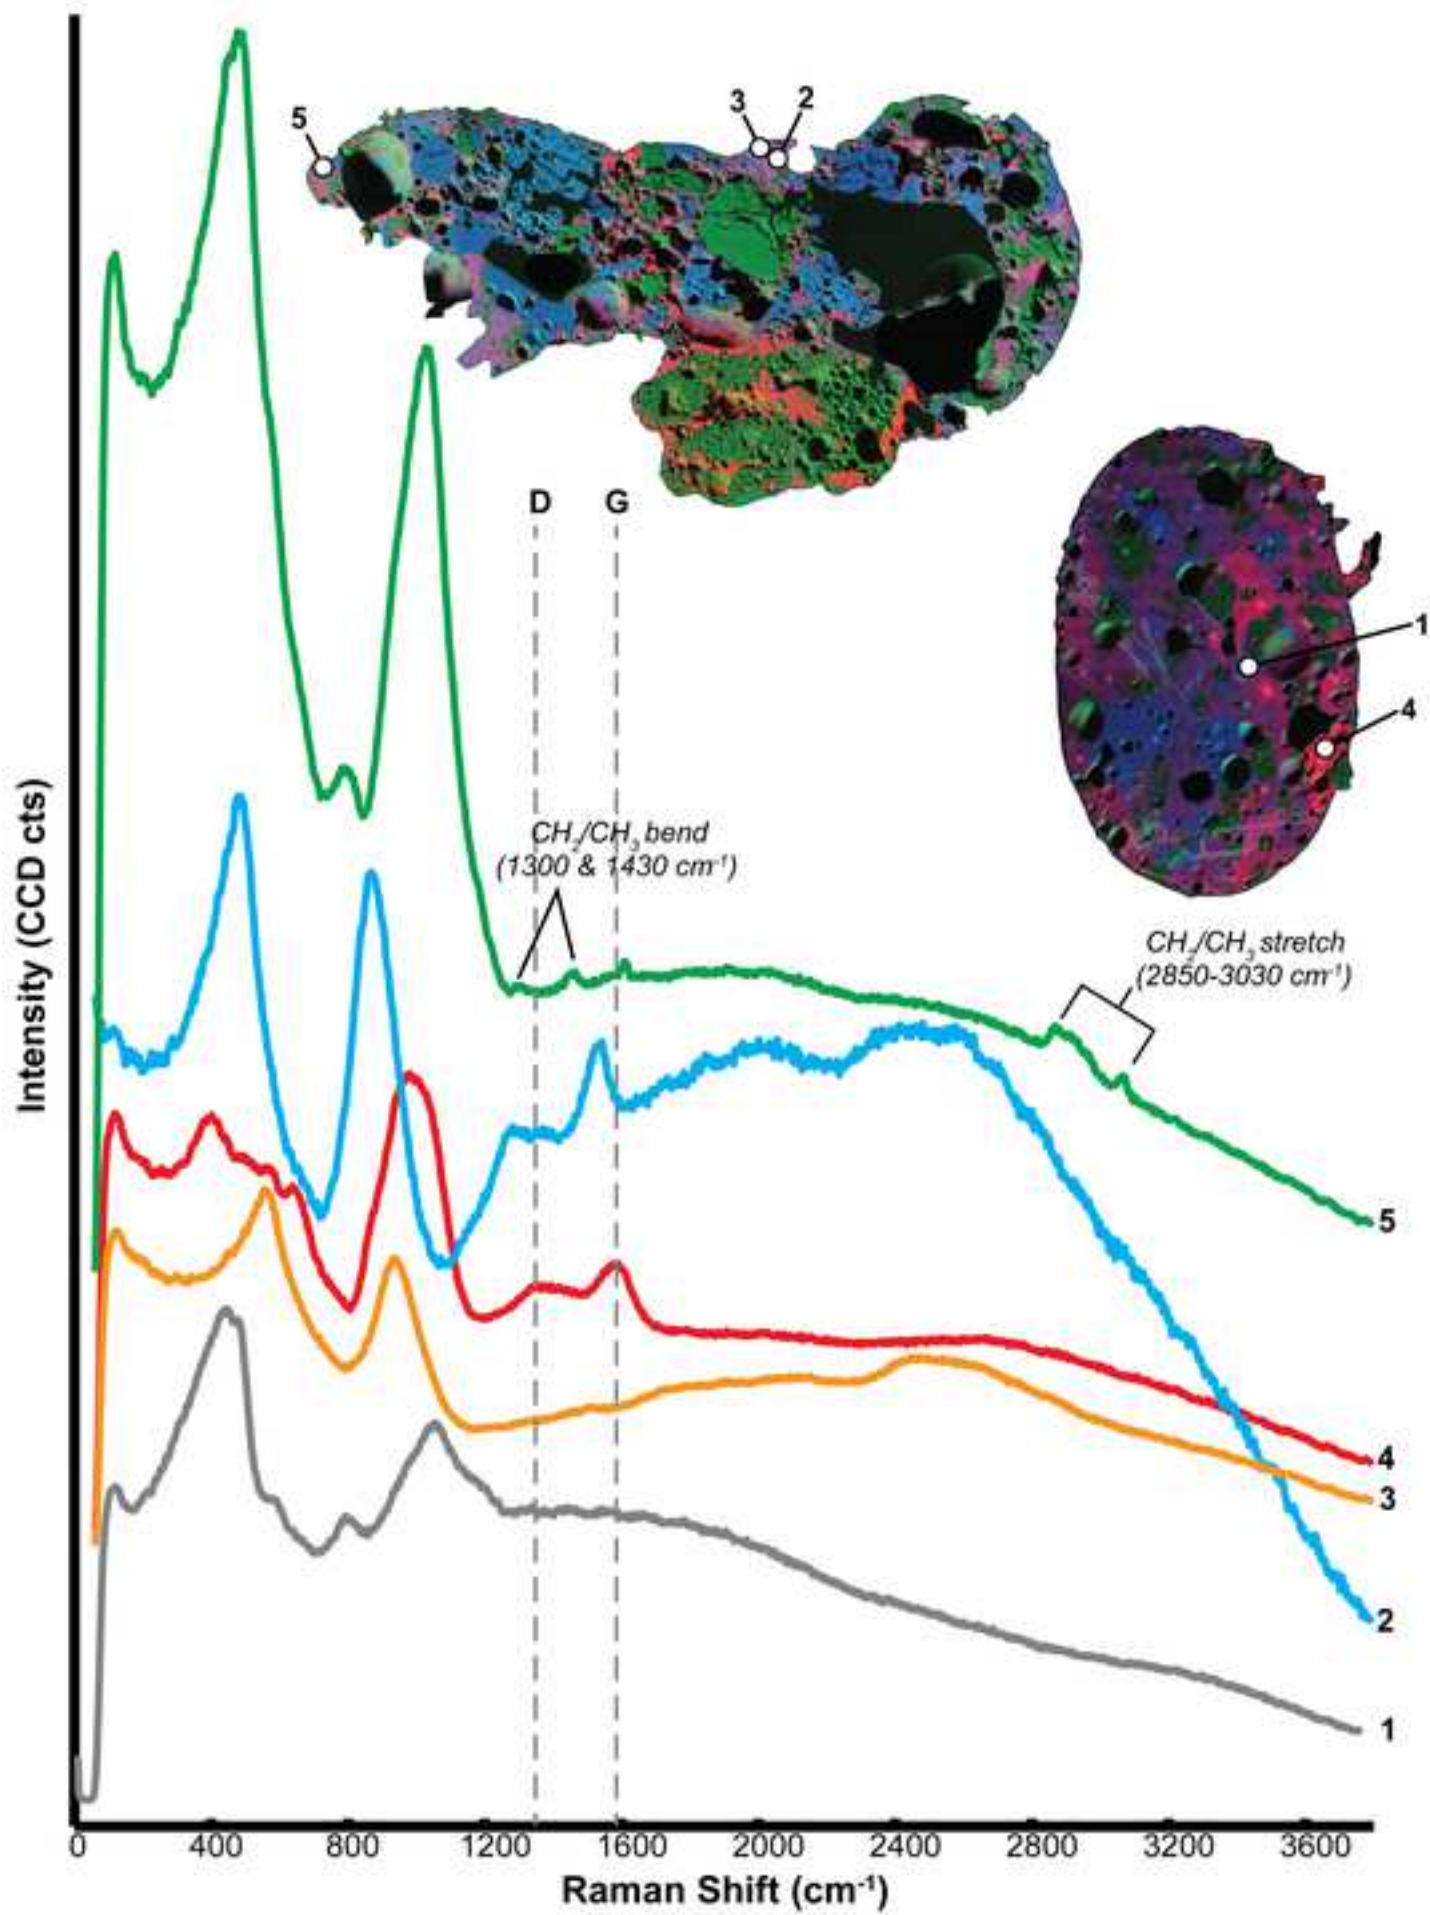 5
3
2
D
G
1
4
CH₂/CH₃ bend
(1300 & 1430 cm⁻¹)
CH₂/CH₃ stretch
(2850-3030 cm⁻¹)
5
4
3
2
1
Intensity (CCD cts)
0 400 800 1200 1600 2000 2400 2800 3200 3600
Raman Shift (cm⁻¹)